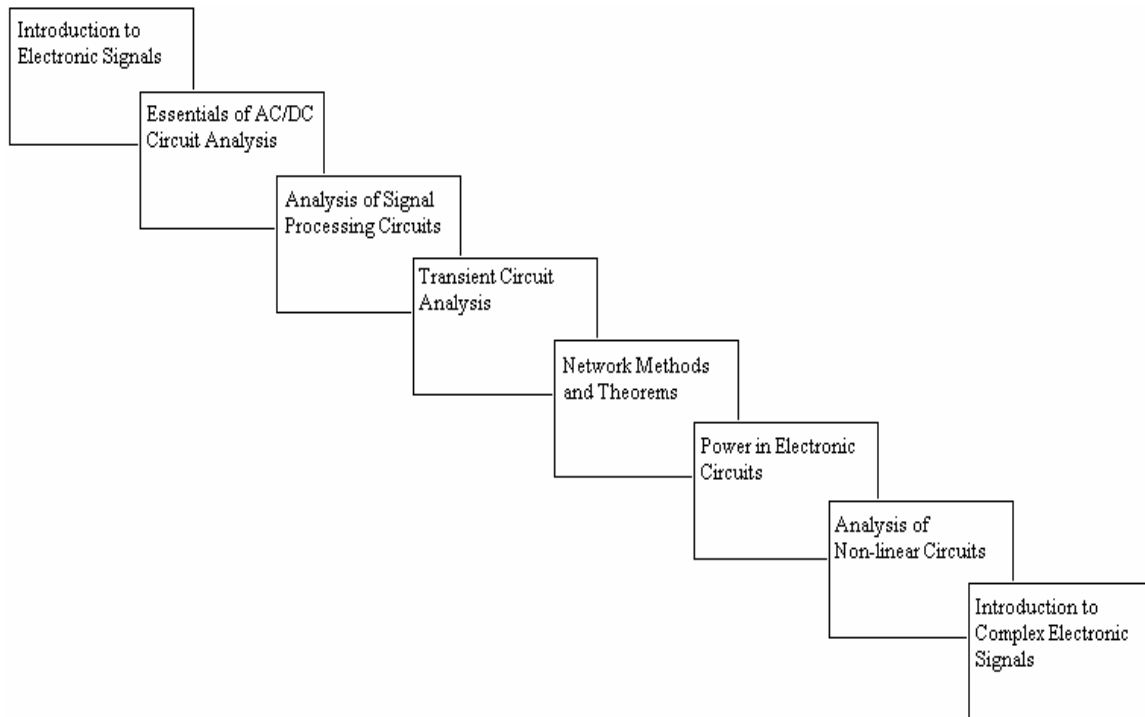 Introduction to
Electronic Signals
Essentials of AC/DC
Circuit Analysis
Analysis of Signal
Processing Circuits
Transient Circuit
Analysis
Network Methods
and Theorems
Power in Electronic
Circuits
Analysis of
Non-linear Circuits
Introduction to
Complex Electronic
Signals